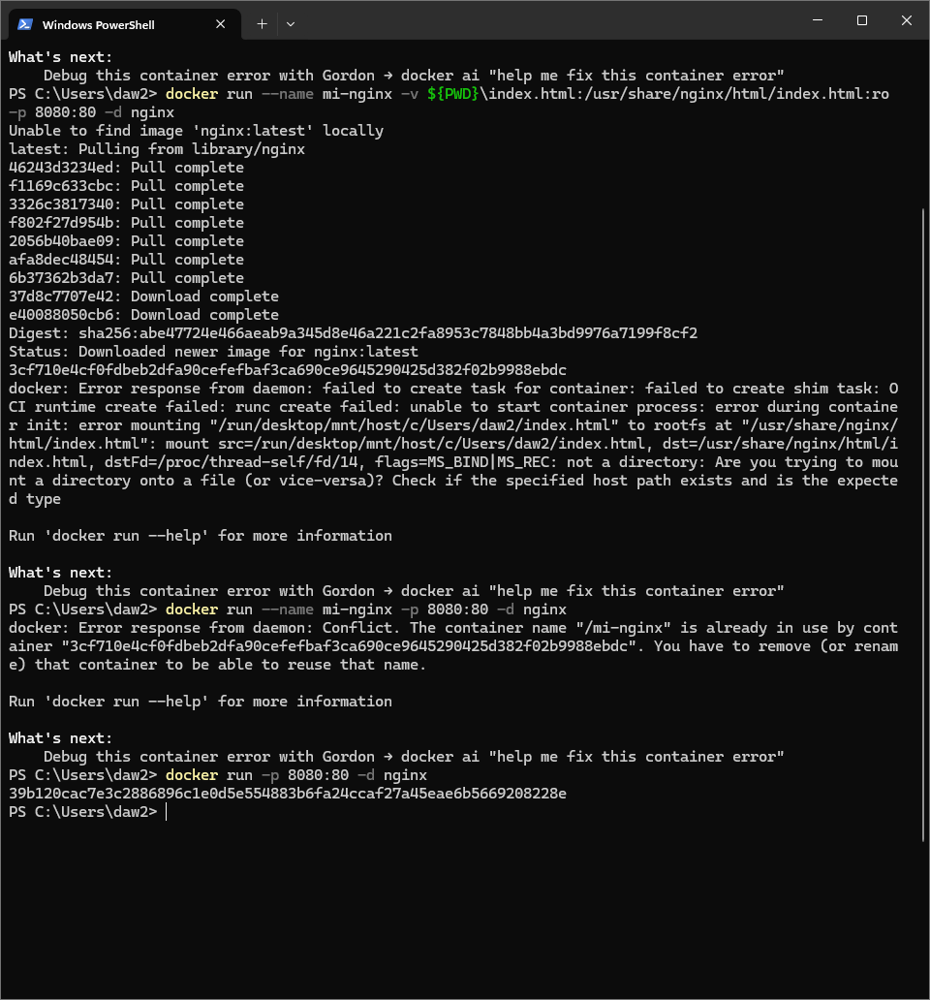 Windows PowerShell
What's next:
    Debug this container error with Gordon → docker ai "help me fix this container error"
PS C:\Users\daw2> docker run --name mi-nginx -v ${PWD}\index.html:/usr/share/nginx/html/index.html:ro
-p 8080:80 -d nginx
Unable to find image 'nginx:latest' locally
latest: Pulling from library/nginx
46243d3234ed: Pull complete
f1169c633cbc: Pull complete
3326c3817340: Pull complete
f802f27d954b: Pull complete
2056b40bae09: Pull complete
afa8dec48454: Pull complete
6b37362b3da7: Pull complete
37d8c7707e42: Download complete
e40088050cb6: Download complete
Digest: sha256:abe47724e466aeab9a345d8e46a221c2fa8953c7848bb4a3bd9976a7199f8cf2
Status: Downloaded newer image for nginx:latest
3cf710e4cf0fdbeb2dfa90cefefbaf3ca690ce9645290425d382f02b9988ebdc
docker: Error response from daemon: failed to create task for container: failed to create shim task: O
CI runtime create failed: runc create failed: unable to start container process: error during containe
r init: error mounting "/run/desktop/mnt/host/c/Users/daw2/index.html" to rootfs at "/usr/share/nginx/
html/index.html": mount src=/run/desktop/mnt/host/c/Users/daw2/index.html, dst=/usr/share/nginx/html/i
ndex.html, dstFd=/proc/thread-self/fd/14, flags=MS_BIND|MS_REC: not a directory: Are you trying to mou
nt a directory onto a file (or vice-versa)? Check if the specified host path exists and is the expecte
d type
Run 'docker run --help' for more information
What's next:
    Debug this container error with Gordon → docker ai "help me fix this container error"
PS C:\Users\daw2> docker run --name mi-nginx -p 8080:80 -d nginx
docker: Error response from daemon: Conflict. The container name "/mi-nginx" is already in use by cont
ainer "3cf710e4cf0fdbeb2dfa90cefefbaf3ca690ce9645290425d382f02b9988ebdc". You have to remove (or renam
e) that container to be able to reuse that name.
Run 'docker run --help' for more information
What's next:
    Debug this container error with Gordon → docker ai "help me fix this container error"
PS C:\Users\daw2> docker run -p 8080:80 -d nginx
39b120cac7e3c2886896c1e0d5e554883b6fa24ccaf27a45eae6b5669208228e
PS C:\Users\daw2>